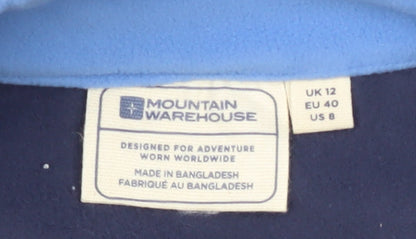 MOUNTAIN
WAREHOUSE
DESIGNED FOR ADVENTURE
WORN WORLDWIDE
MADE IN BANGLADESH
FABRIQUÉ AU BANGLADESH
UK 12
EU 40
US 8